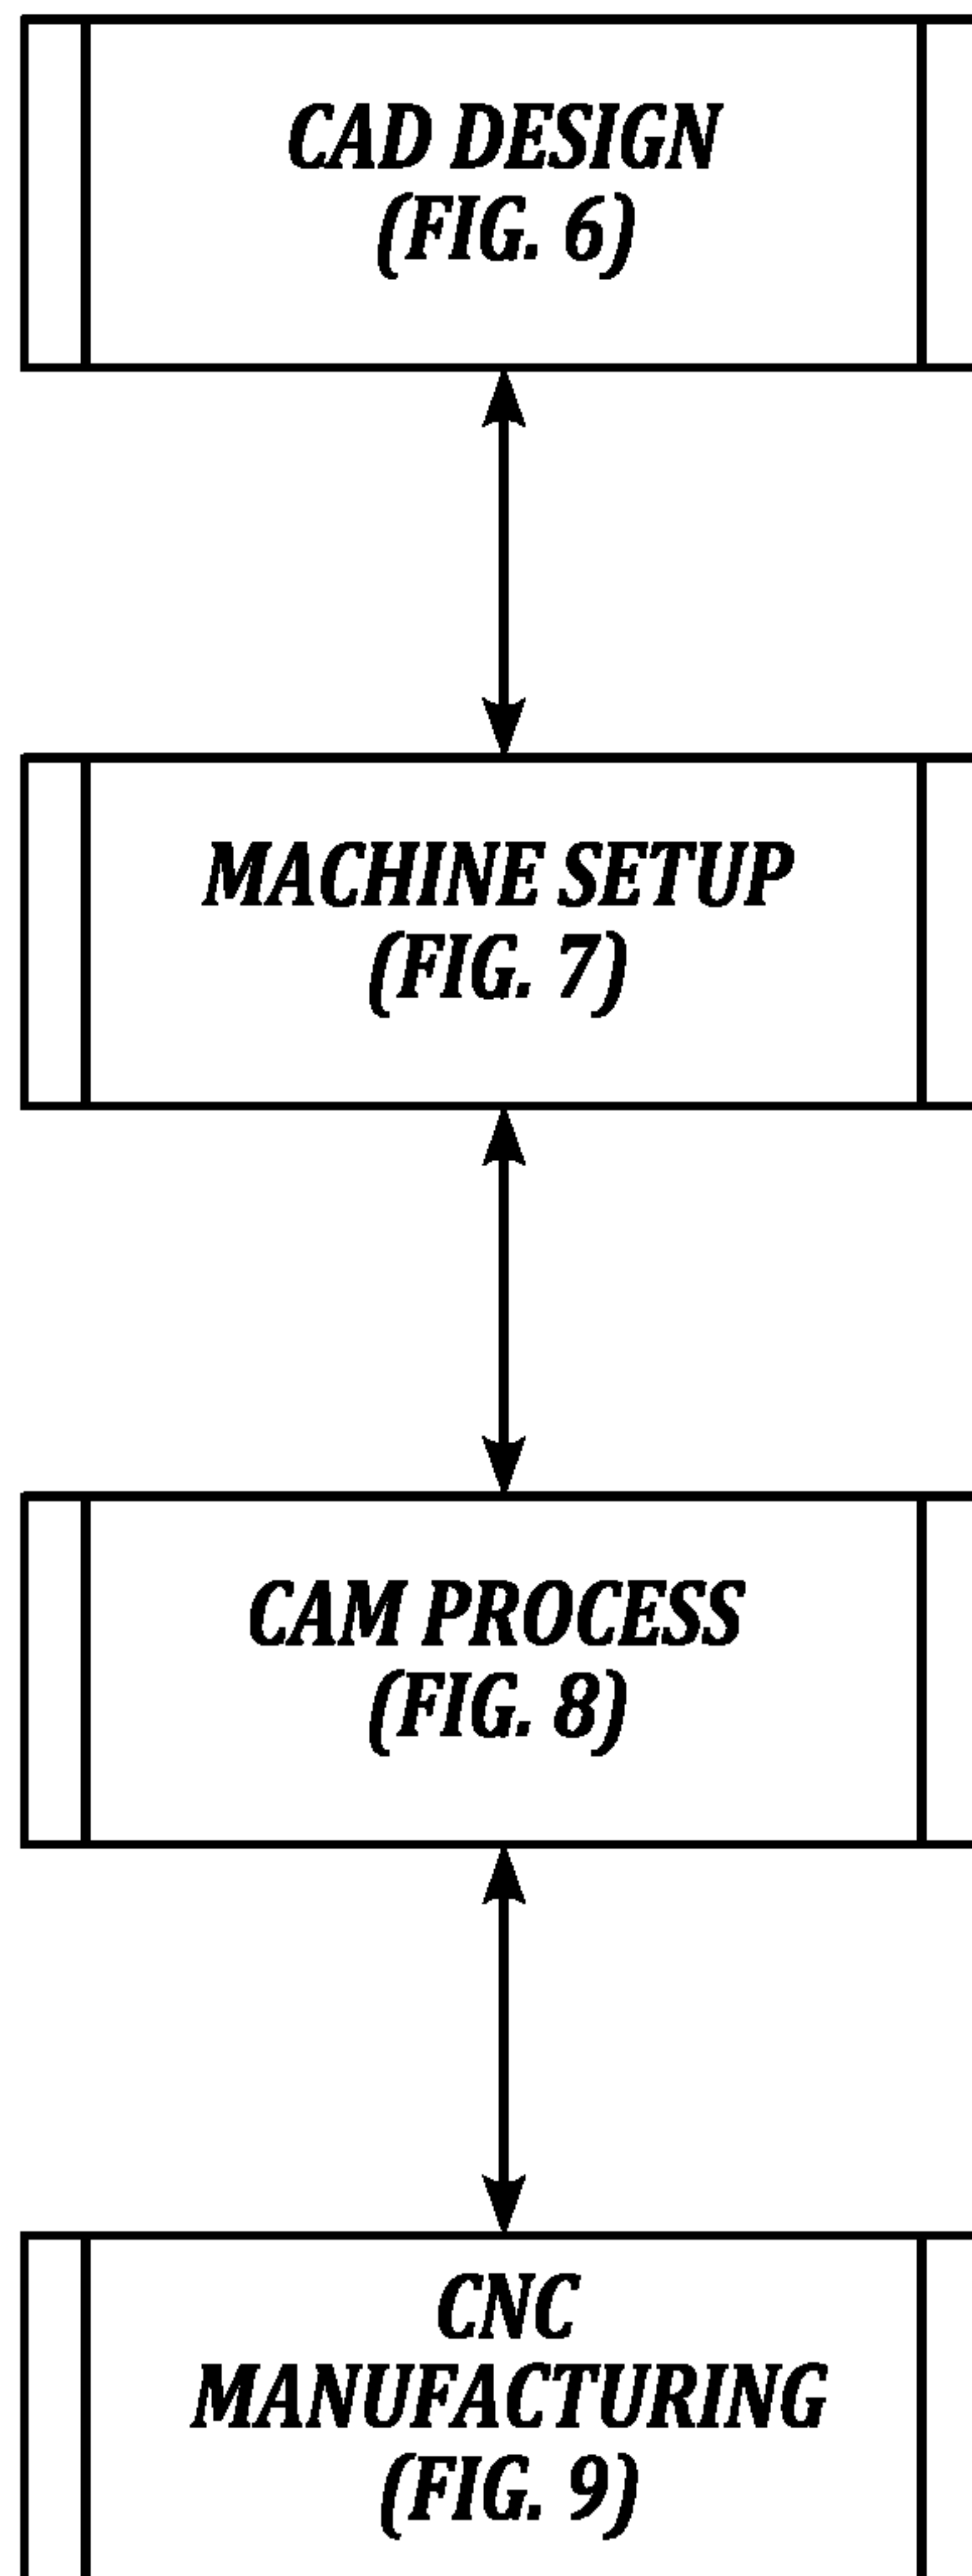 CAD DESIGN
(FIG. 6)
MACHINE SETUP
(FIG. 7)
CAM PROCESS
(FIG. 8)
CNC
MANUFACTURING
(FIG. 9)